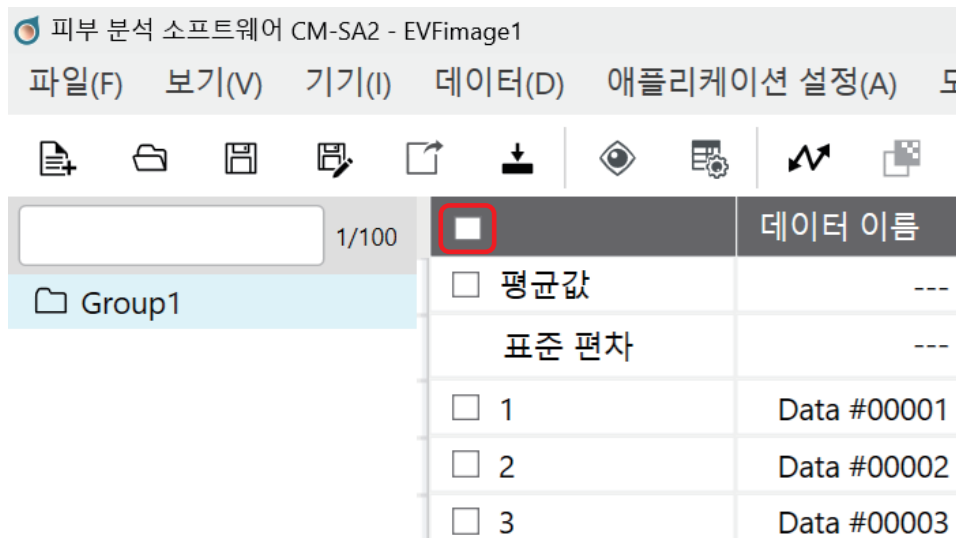 피부 분석 소프트웨어 CM-SA2 - EVFimage1
파일(F) 보기(V) 기기(I) 데이터(D) 애플리케이션 설정(A)
1/100
데이터 이름
Group1
평균값 ---
표준 편차 ---
1 Data #00001
2 Data #00002
3 Data #00003